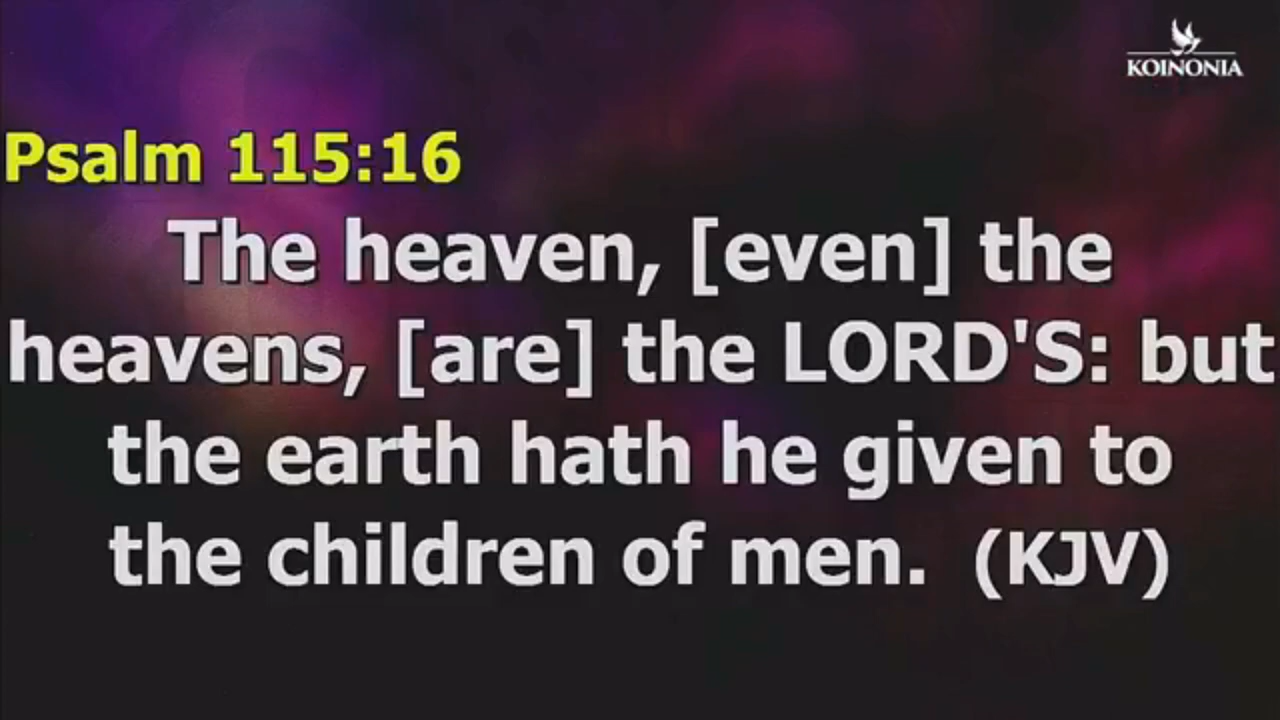 KOINONIA
Psalm 115:16
The heaven, [even] the
heavens, [are] the LORD'S: but
the earth hath he given to
the children of men. (KJV)